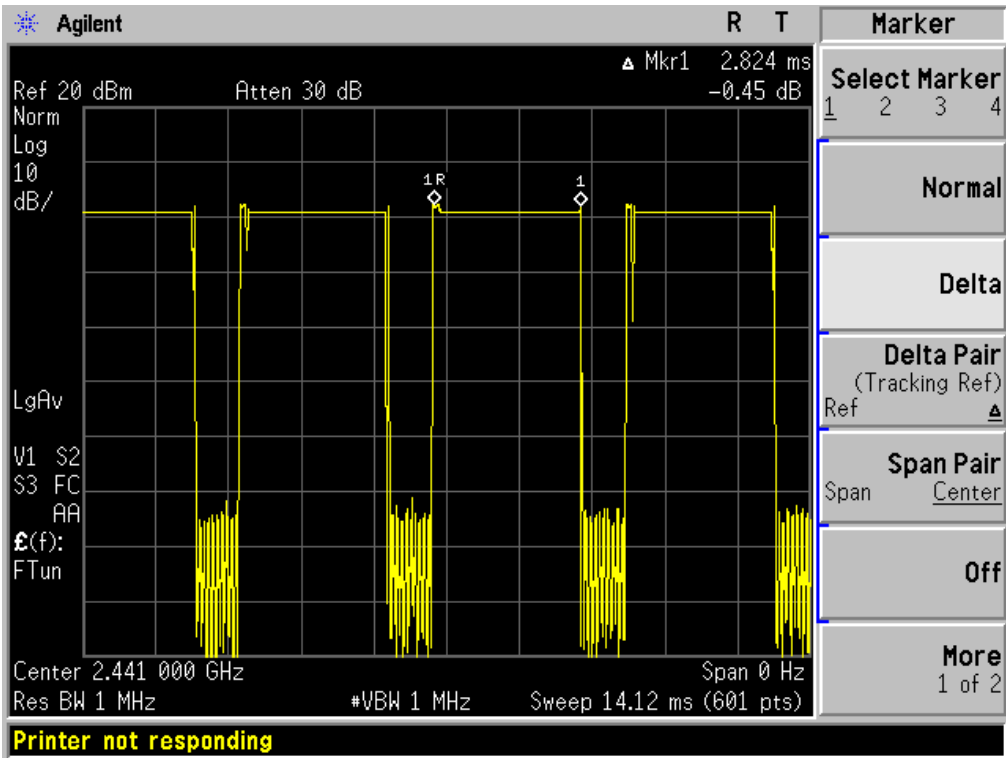 Agilent R T
Δ Mkr1 2.824 ms
Ref 20 dBm Atten 30 dB -0.45 dB
Norm
Log
10
dB/
1R
1
LgAv
V1 S2
S3 FC
AA
£(f):
FTun
Center 2.441 000 GHz Span 0 Hz
Res BW 1 MHz #VBW 1 MHz Sweep 14.12 ms (601 pts)
Printer not responding
Marker
Select Marker
1 2 3 4
Normal
Delta
Delta Pair
(Tracking Ref)
Ref Δ
Span Pair
Span Center
Off
More
1 of 2